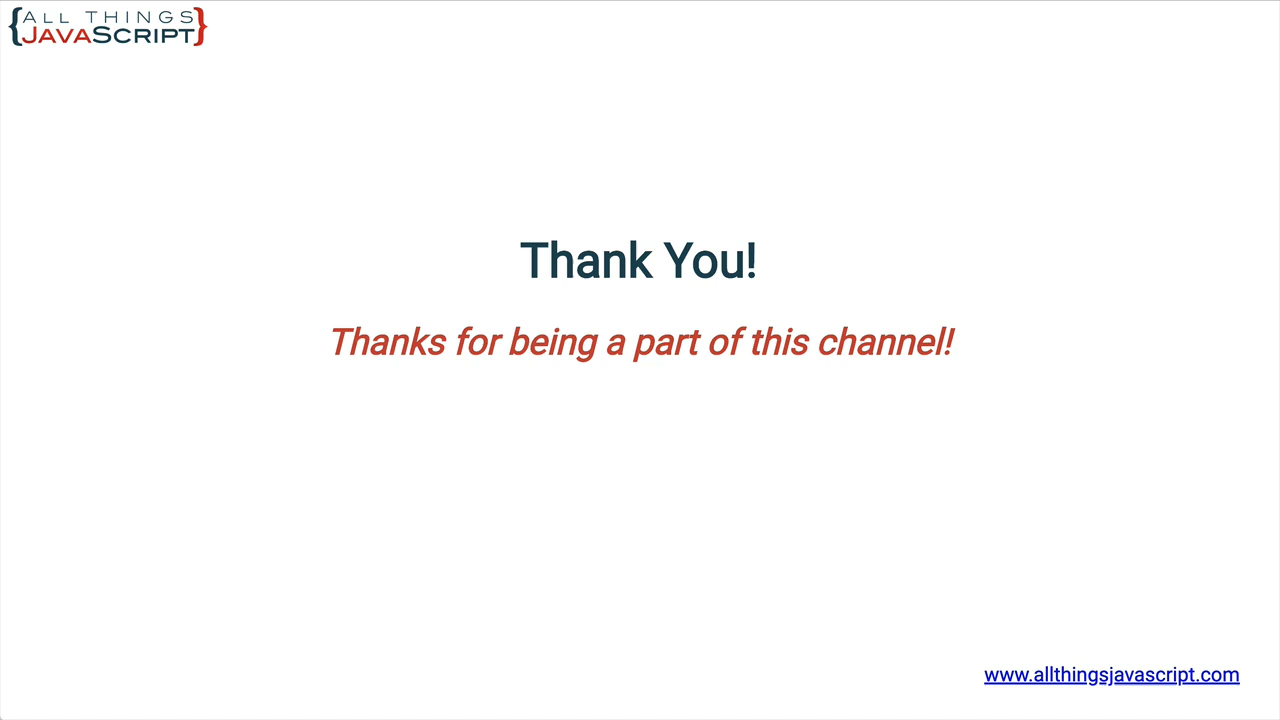 {ALL THINGS
JAVASCRIPT}
Thank You!
Thanks for being a part of this channel!
www.allthingsjavascript.com